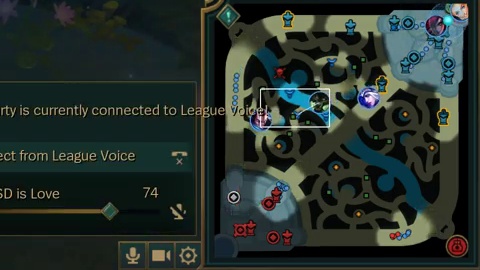 rty is currently connected to League Voice!
ect from League Voice
SD is Love 74